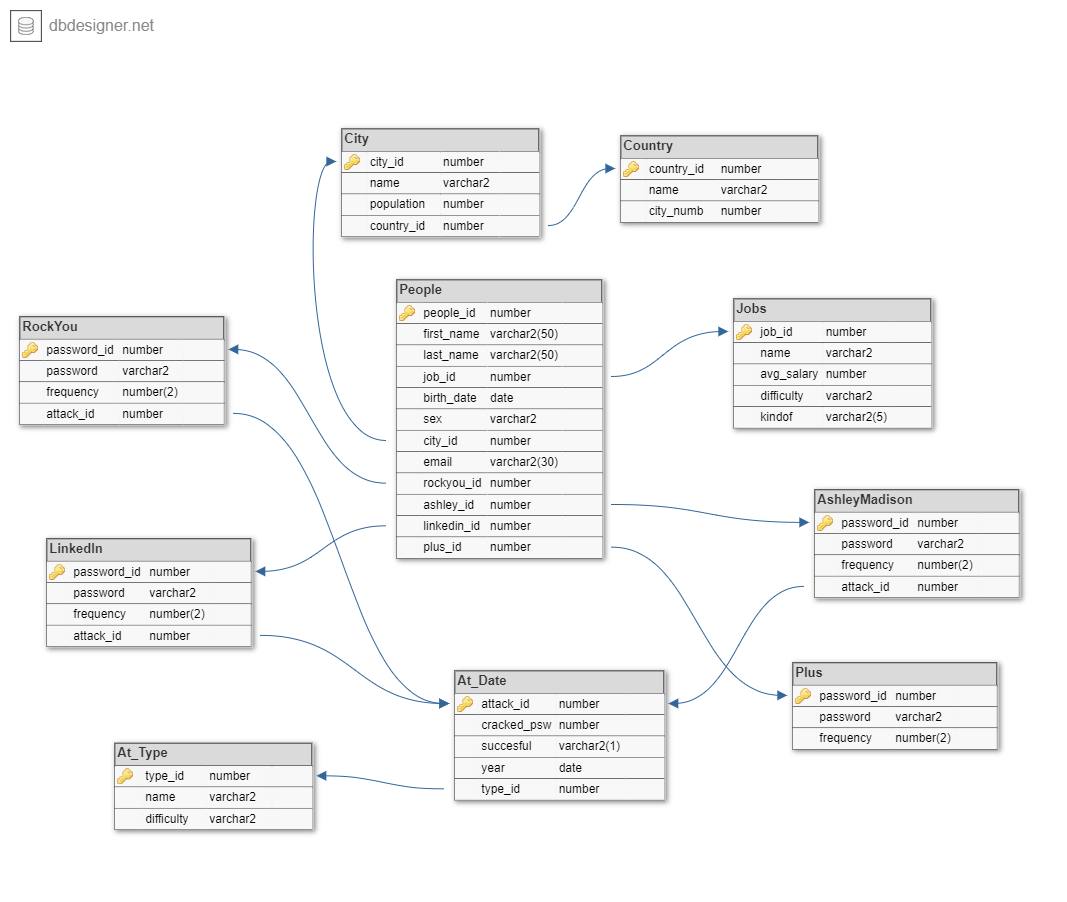 dbdesigner.net
City
city_id number
name varchar2
population number
country_id number
Country
country_id number
name varchar2
city_numb number
People
people_id number
first_name varchar2(50)
last_name varchar2(50)
job_id number
birth_date date
sex varchar2
city_id number
email varchar2(30)
rockyou_id number
ashley_id number
linkedin_id number
plus_id number
Jobs
job_id number
name varchar2
avg_salary number
difficulty varchar2
kindof varchar2(5)
RockYou
password_id number
password varchar2
frequency number(2)
attack_id number
AshleyMadison
password_id number
password varchar2
frequency number(2)
attack_id number
LinkedIn
password_id number
password varchar2
frequency number(2)
attack_id number
At_Date
attack_id number
cracked_psw number
succesful varchar2(1)
year date
type_id number
Plus
password_id number
password varchar2
frequency number(2)
At_Type
type_id number
name varchar2
difficulty varchar2